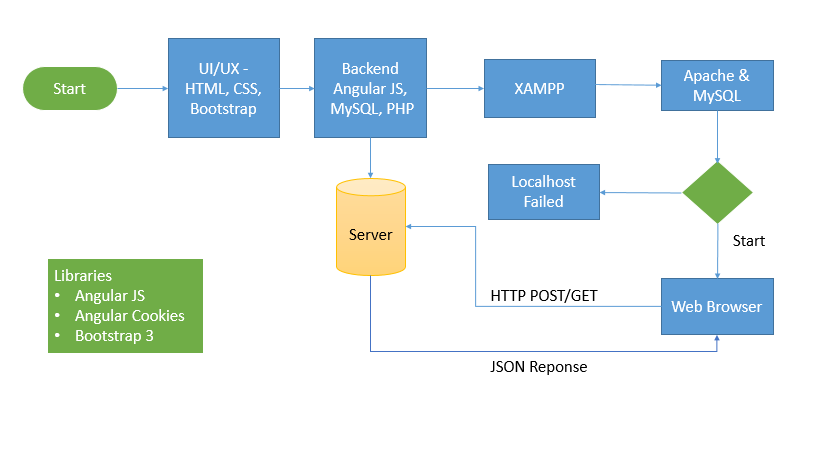 Start
UI/UX -
HTML, CSS,
Bootstrap
Backend
Angular JS,
MySQL, PHP
XAMPP
Apache &
MySQL
Localhost
Failed
Start
Server
Libraries
• Angular JS
• Angular Cookies
• Bootstrap 3
HTTP POST/GET
Web Browser
JSON Reponse